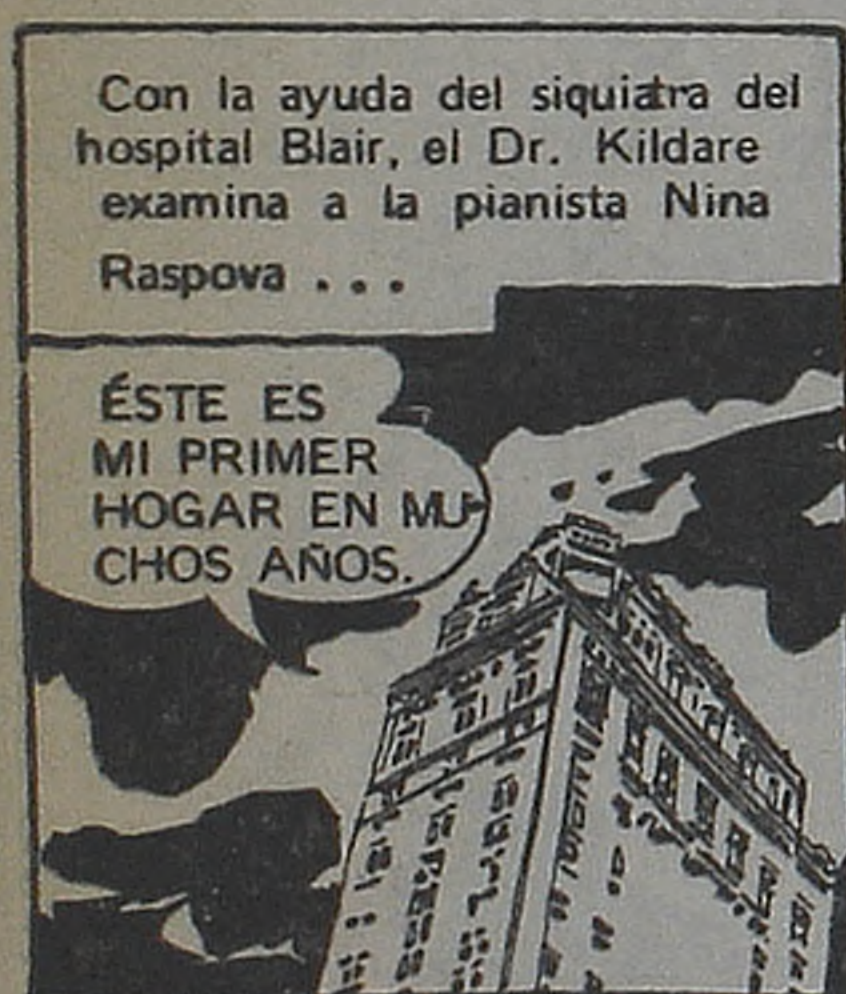 Con la ayuda del siquiatra del
hospital Blair, el Dr. Kildare
examina a la pianista Nina
Raspova . . .
ÉSTE ES
MI PRIMER
HOGAR EN MU-
CHOS AÑOS.